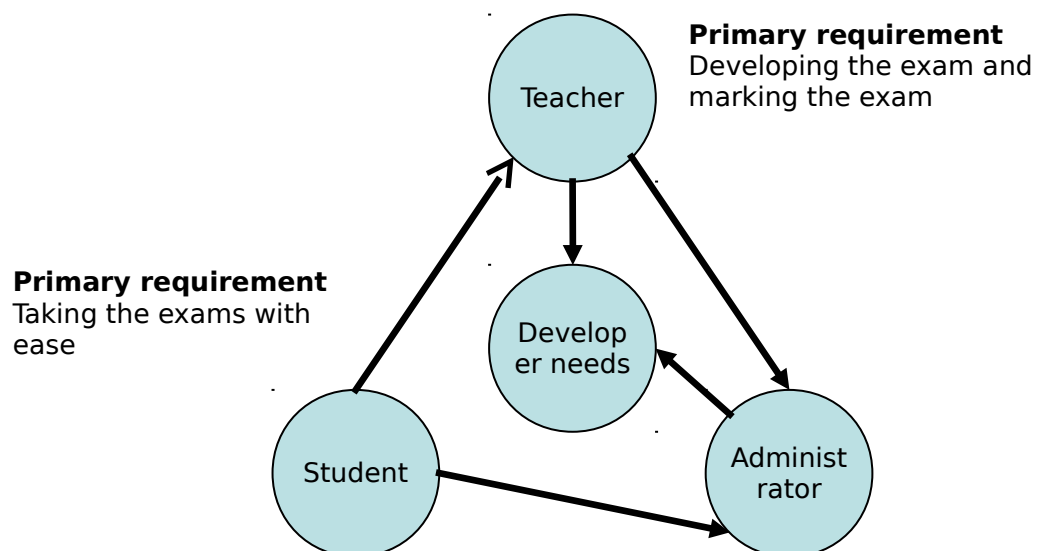 Primary requirement
Developing the exam and
marking the exam
Teacher
Primary requirement
Taking the exams with
ease
Develop
er needs
Student
Administ
rator